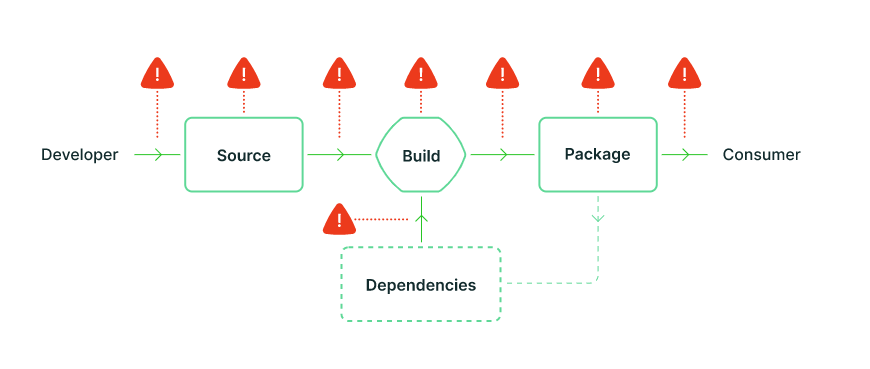 Developer
Source
Build
Package
Consumer
Dependencies